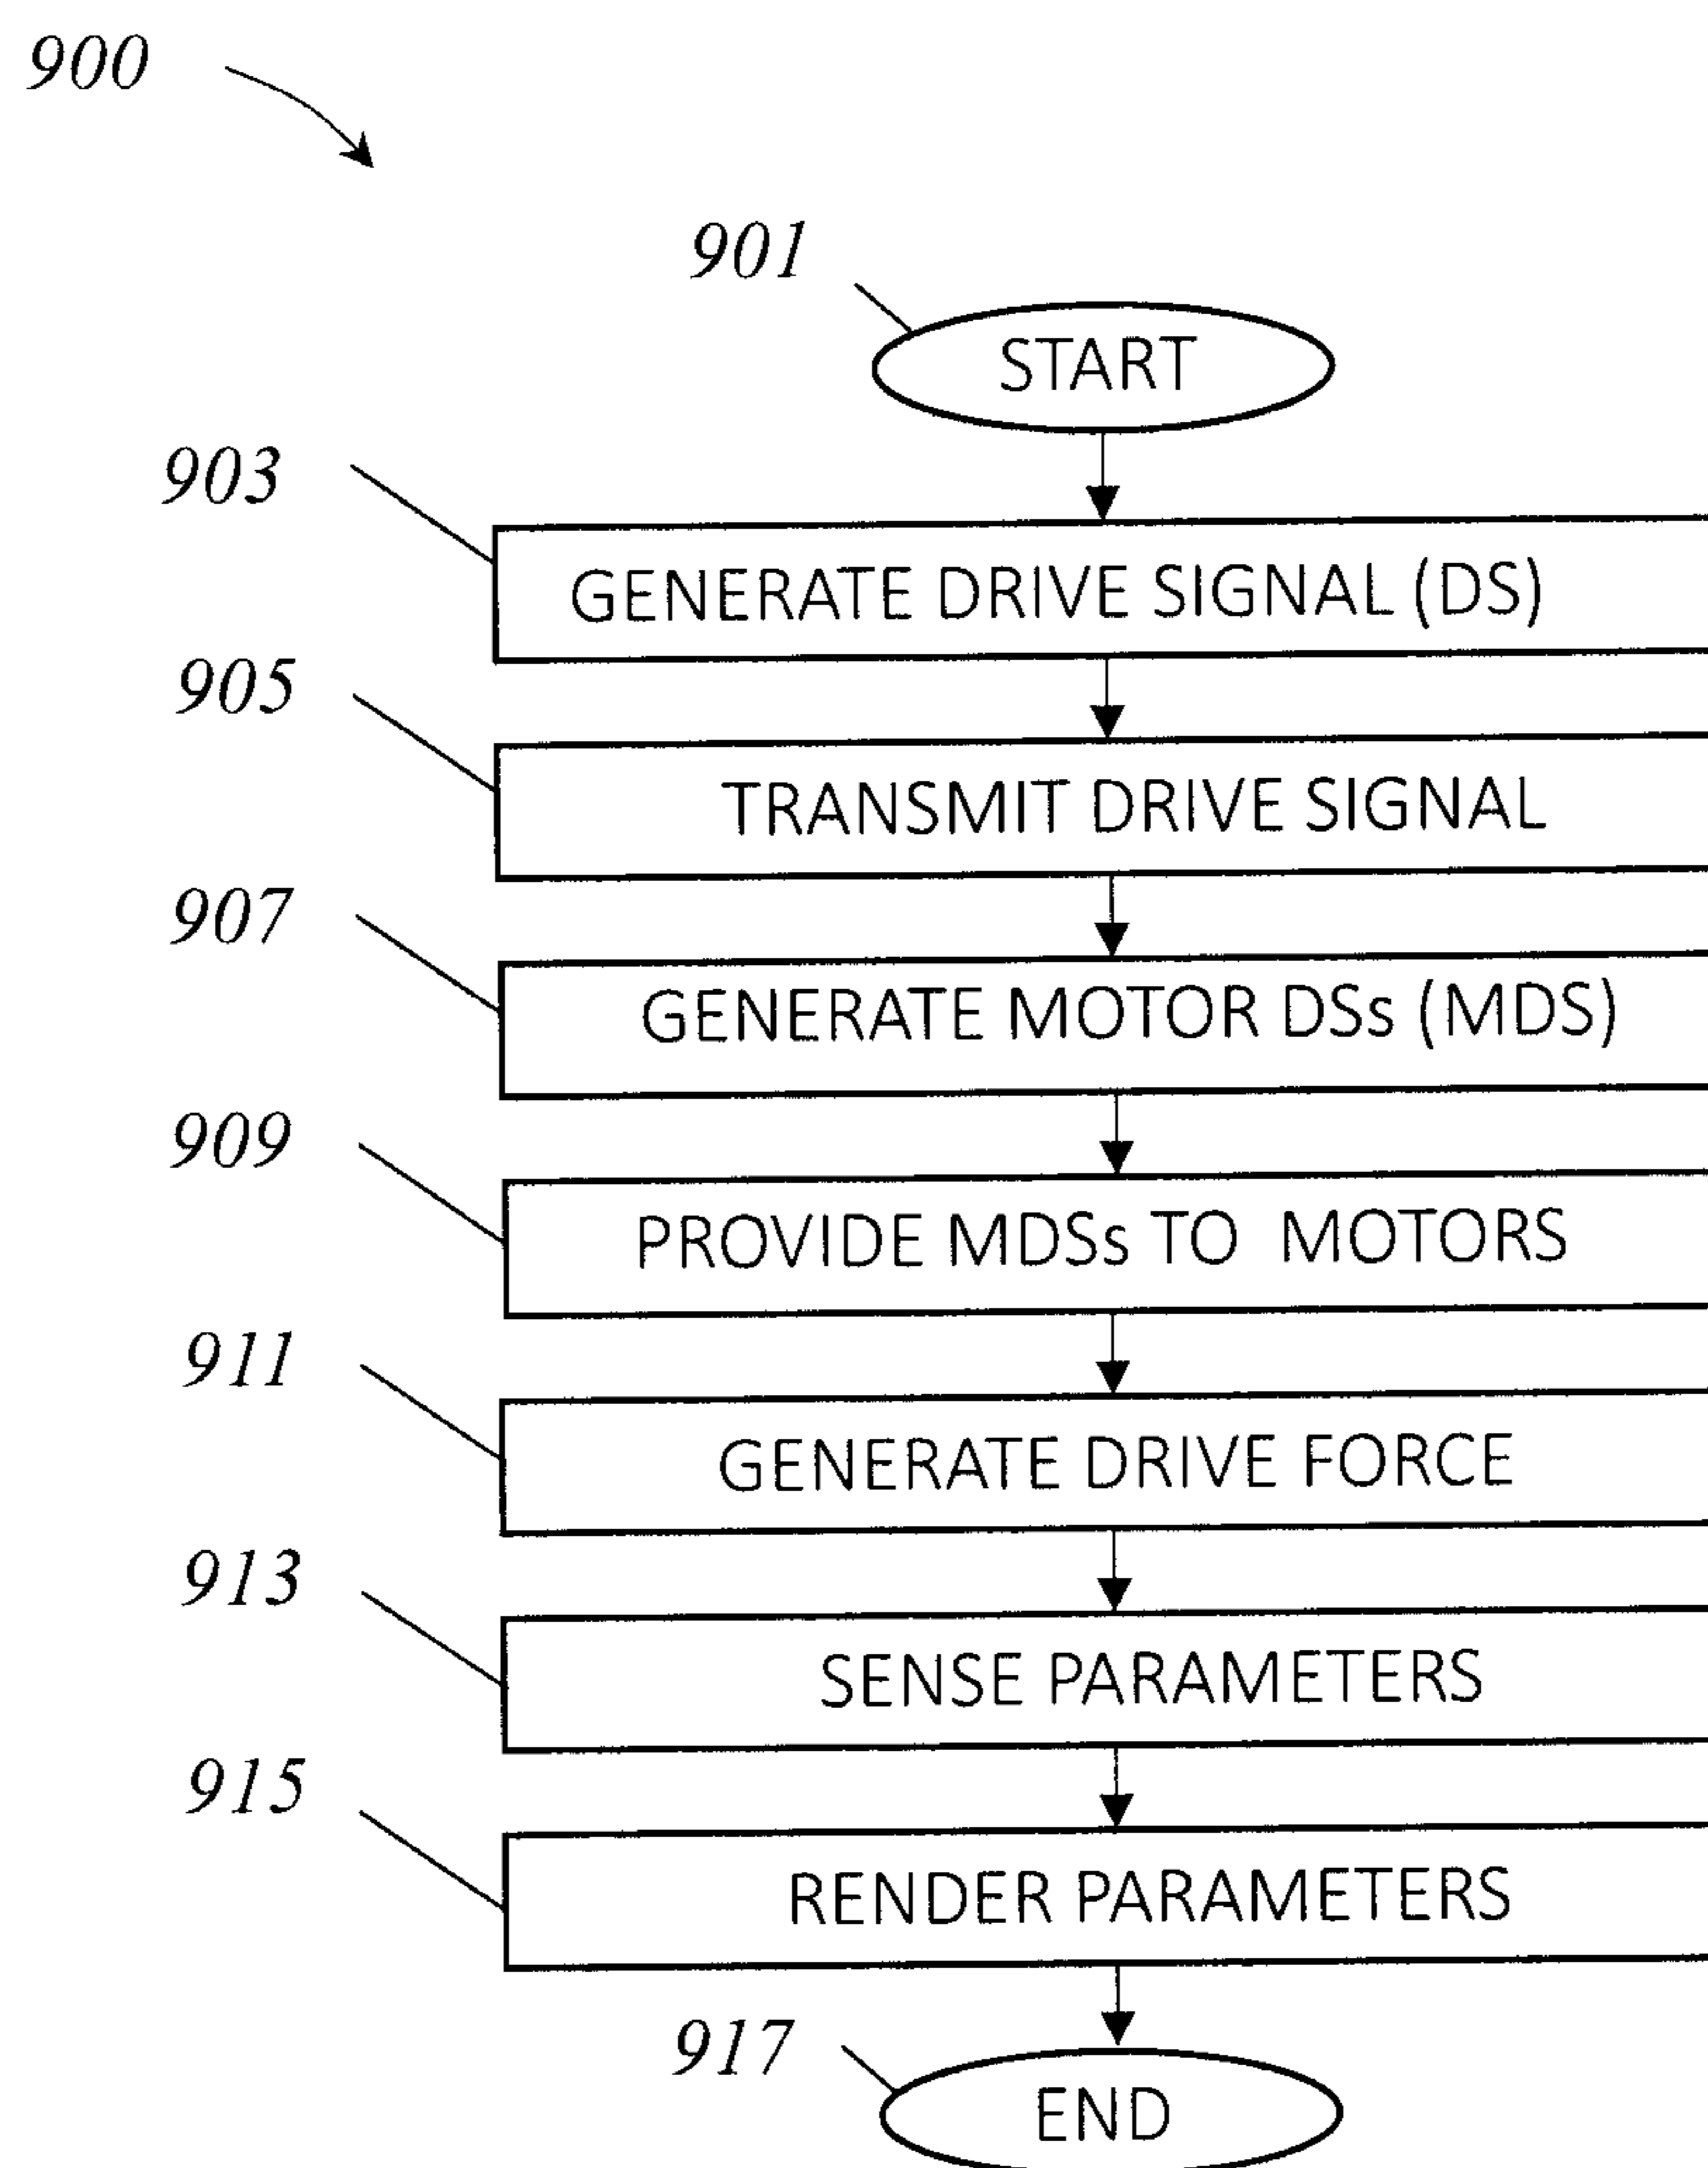 900
901
START
903
GENERATE DRIVE SIGNAL (DS)
905
TRANSMIT DRIVE SIGNAL
907
GENERATE MOTOR DSs (MDS)
909
PROVIDE MDSs TO MOTORS
911
GENERATE DRIVE FORCE
913
SENSE PARAMETERS
915
RENDER PARAMETERS
917
END